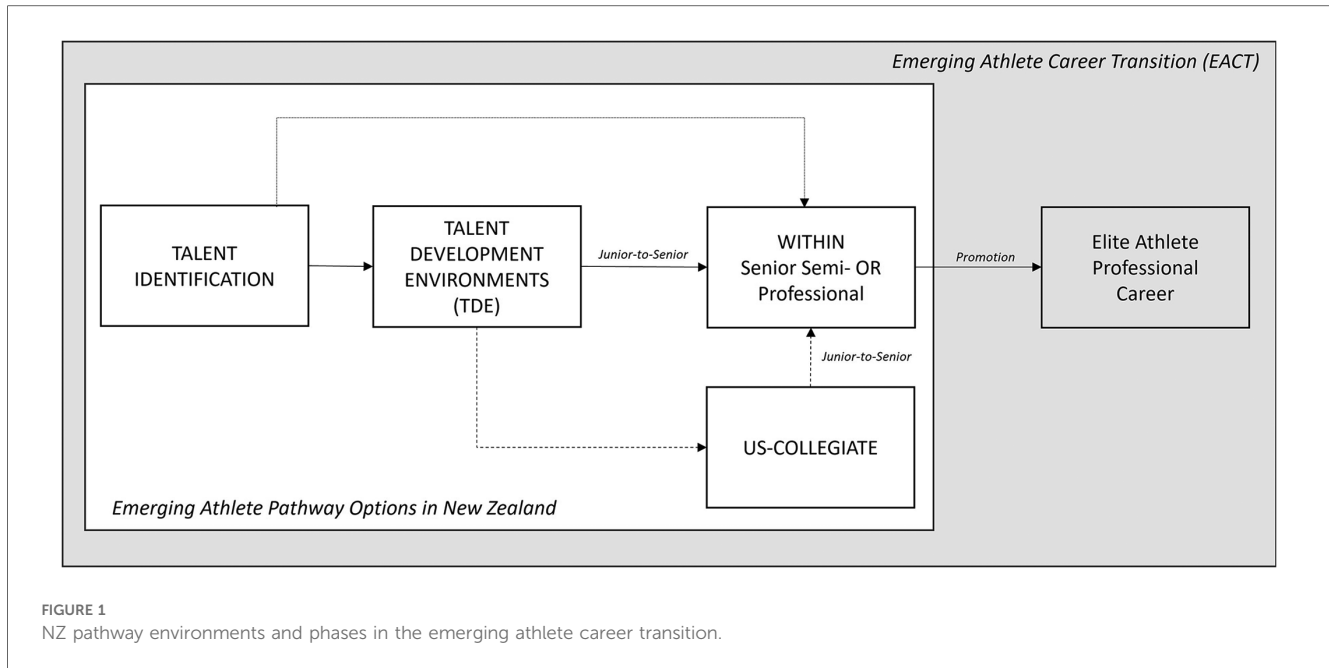 Emerging Athlete Career Transition (EACT)
TALENT
IDENTIFICATION
TALENT
DEVELOPMENT
ENVIRONMENTS
(TDE)
Junior-to-Senior
WITHIN
Senior Semi- OR
Professional
Promotion
Elite Athlete
Professional
Career
Junior-to-Senior
US-COLLEGIATE
Emerging Athlete Pathway Options in New Zealand
FIGURE 1
NZ pathway environments and phases in the emerging athlete career transition.